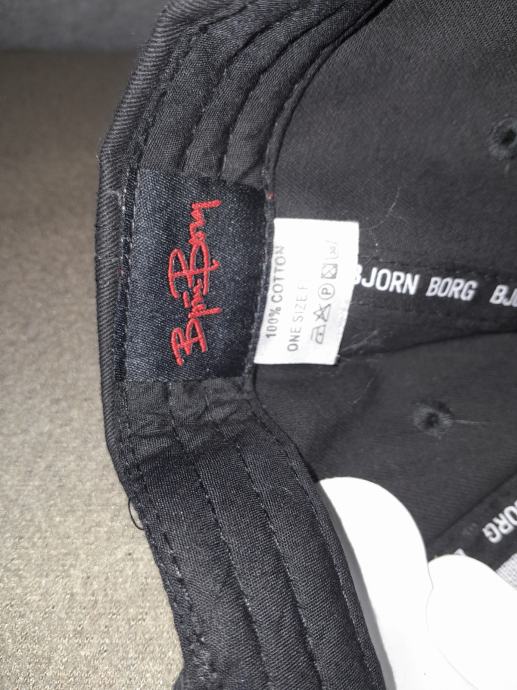 Björn Borg
100% COTTON
ONE SIZE F
BJORN BORG BJ
BORG